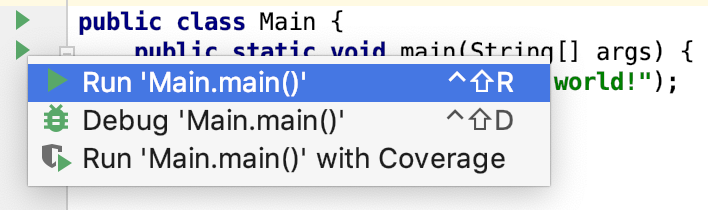 public class Main {
public static void main(String[] args) {
world!");
Run 'Main.main()' ^⇧R
Debug 'Main.main()' ^⇧D
Run 'Main.main()' with Coverage